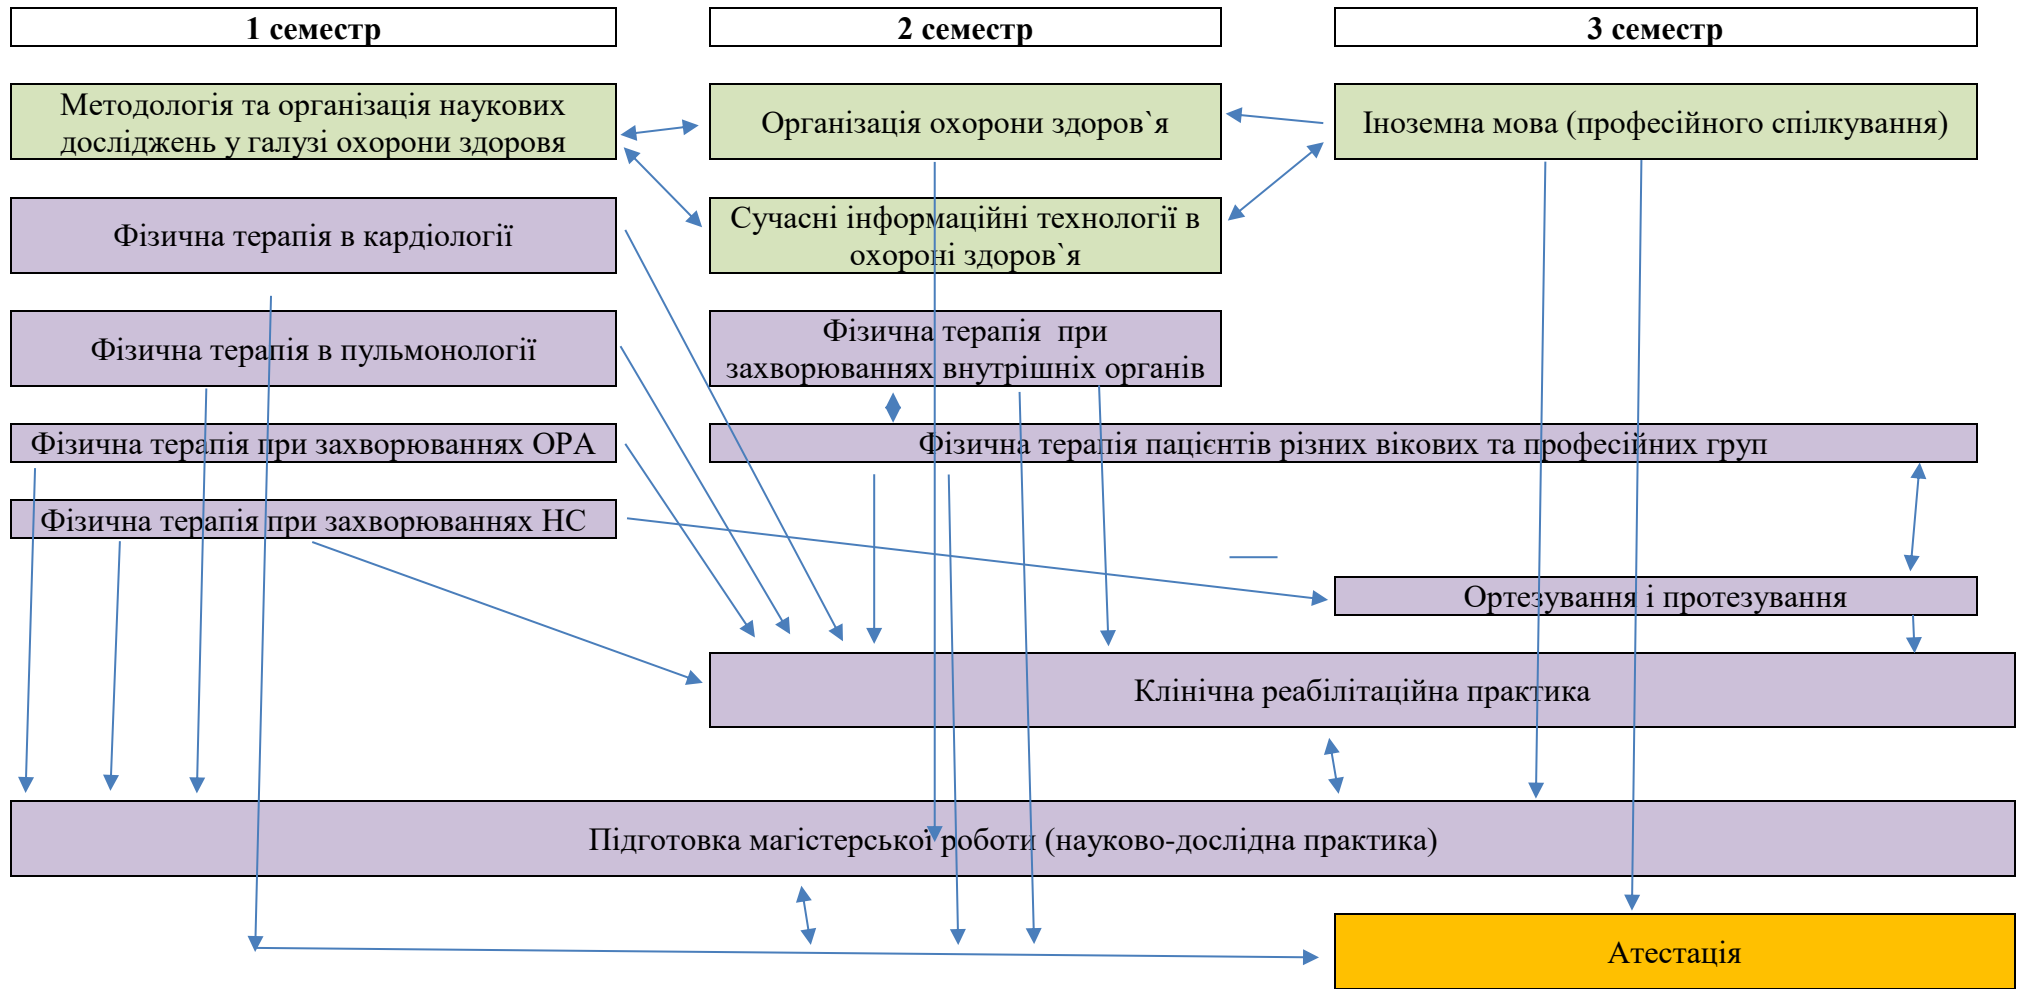 1 семестр
2 семестр
3 семестр
Методологія та організація наукових
досліджень у галузі охорони здоровя
Організація охорони здоров`я
Іноземна мова (професійного спілкування)
Фізична терапія в кардіології
Сучасні інформаційні технології в
охороні здоров`я
Фізична терапія в пульмонології
Фізична терапія при
захворюваннях внутрішніх органів
Фізична терапія при захворюваннях ОРА
Фізична терапія пацієнтів різних вікових та професійних груп
Фізична терапія при захворюваннях НС
Ортезування і протезування
Клінічна реабілітаційна практика
Підготовка магістерської роботи (науково-дослідна практика)
Атестація